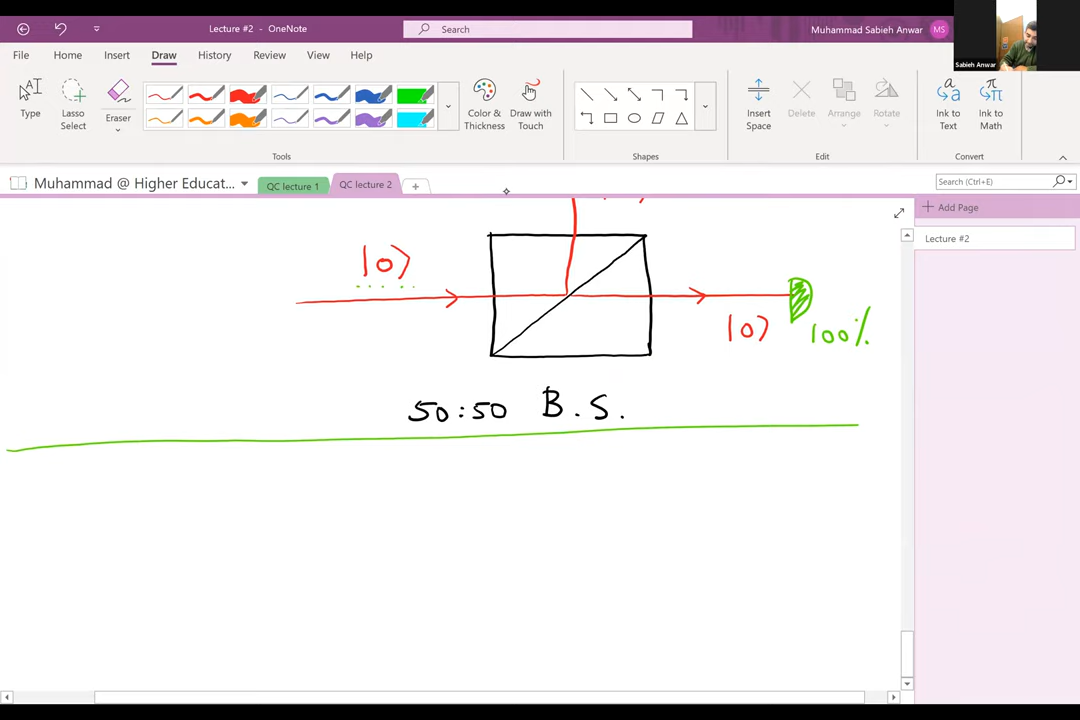 Lecture #2 - OneNote
Search
Muhammad Sabieh Anwar
MS
Sabieh Anwar
File
Home
Insert
Draw
History
Review
View
Help
Type
Lasso Select
Eraser
Color & Thickness
Draw with Touch
Insert Space
Delete
Arrange
Rotate
Ink to Text
Ink to Math
Tools
Shapes
Edit
Convert
Muhammad @ Higher Educat...
QC lecture 1
QC lecture 2
Search (Ctrl+E)
Add Page
Lecture #2
|0⟩
|0⟩
100%
50:50 B.S.